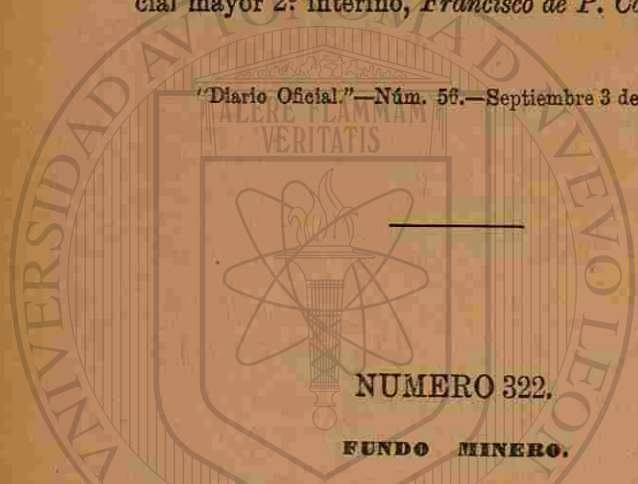 cial mayor 2º interino, Francisco de P.
"Diario Oficial."—Núm. 56.—Septiembre 3 de
ALERE FLAMMAM
VERITATIS
NUMERO 322.
FUNDO MINERO.